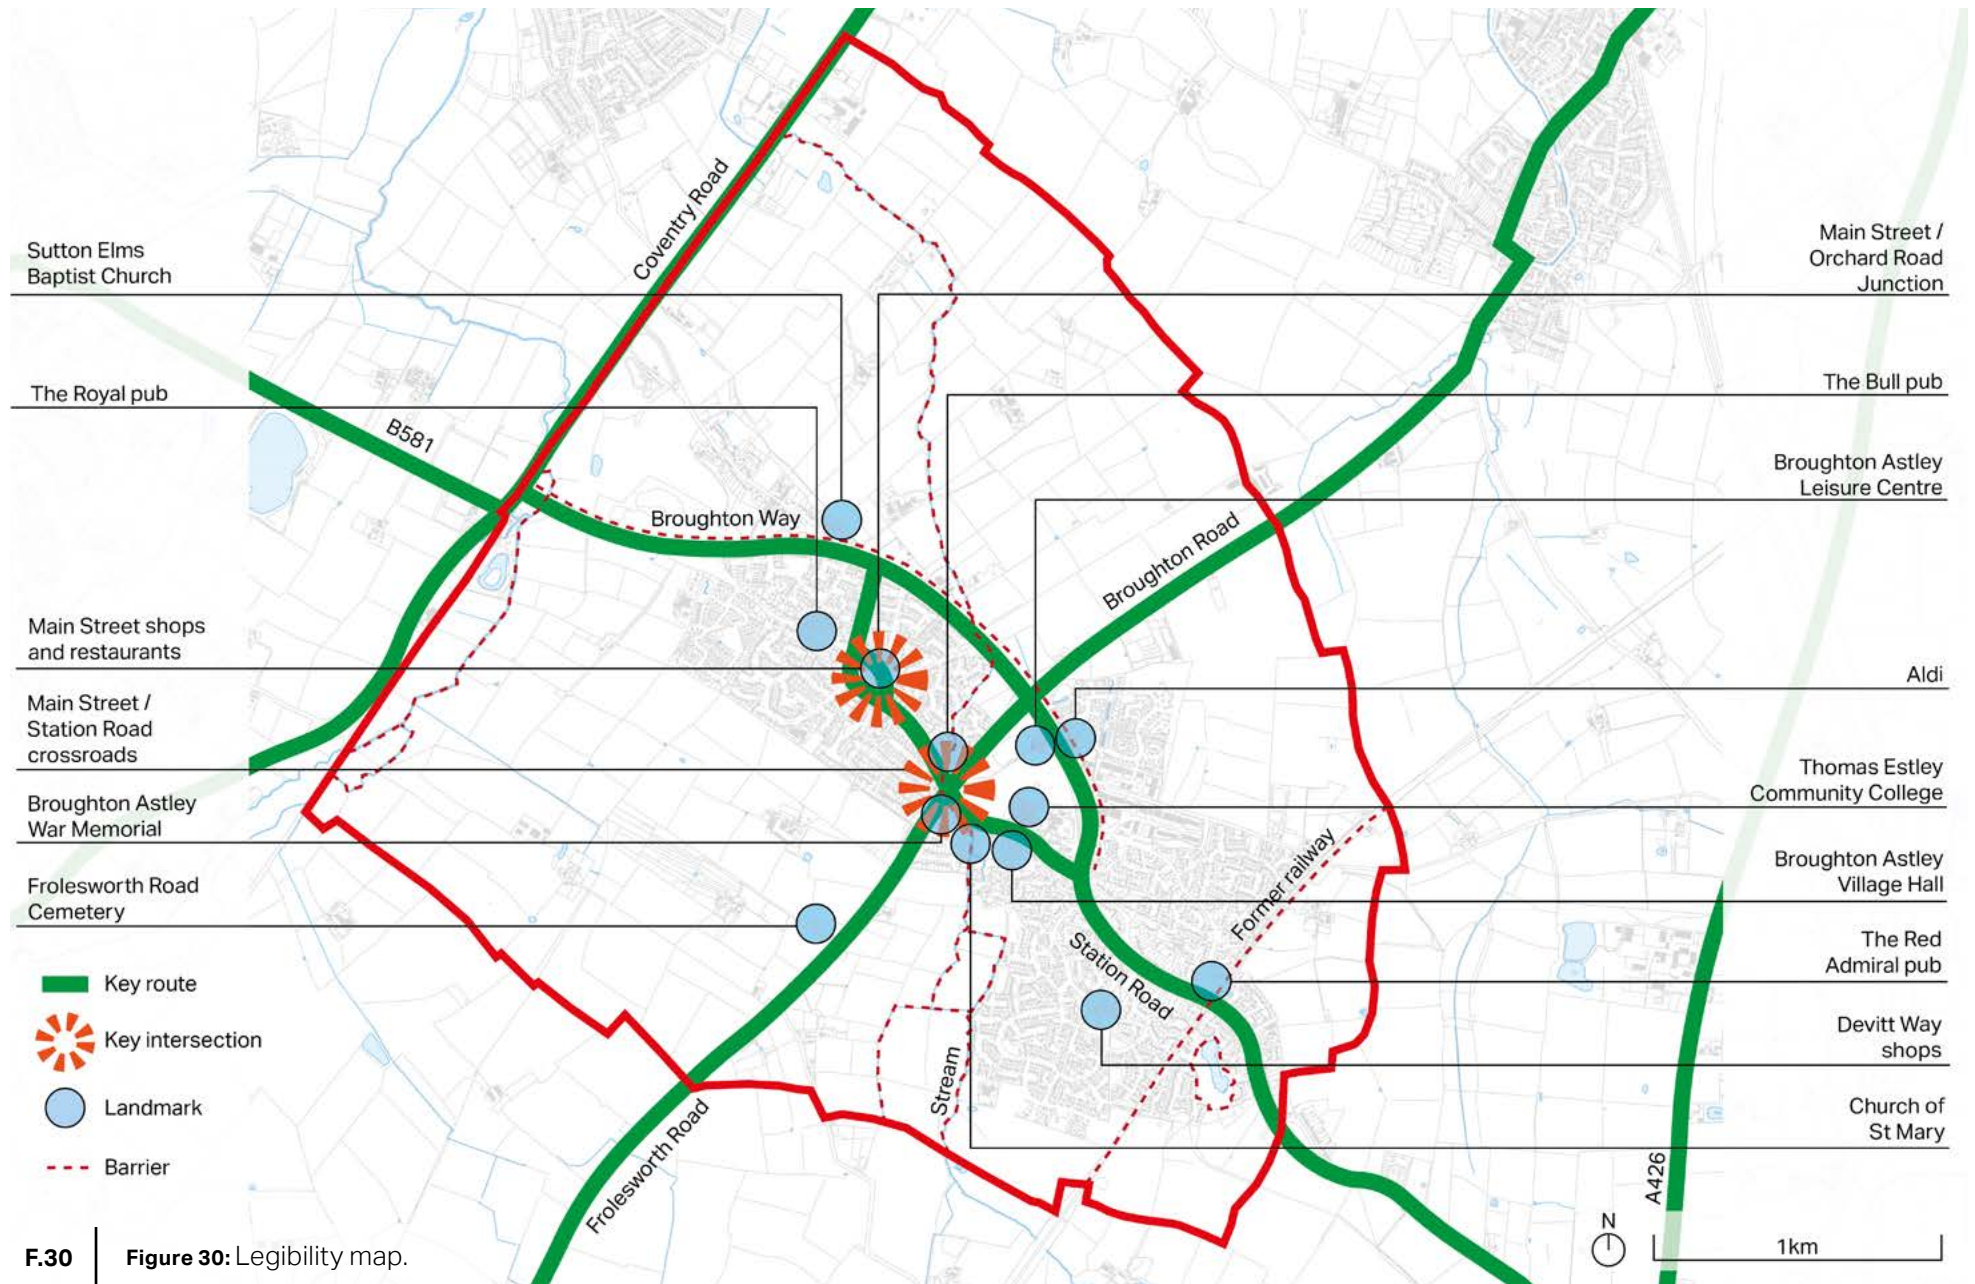 Sutton Elms
Baptist Church
The Royal pub
Main Street shops
and restaurants
Main Street /
Station Road
crossroads
Broughton Astley
War Memorial
Frolesworth Road
Cemetery
Key route
Key intersection
Landmark
Barrier
Coventry Road
B581
Broughton Way
Broughton Road
Former railway
Station Road
Stream
Frolesworth Road
A426
Main Street /
Orchard Road
Junction
The Bull pub
Broughton Astley
Leisure Centre
Aldi
Thomas Estley
Community College
Broughton Astley
Village Hall
The Red
Admiral pub
Devitt Way
shops
Church of
St Mary
N
1km
F.30
Figure 30: Legibility map.